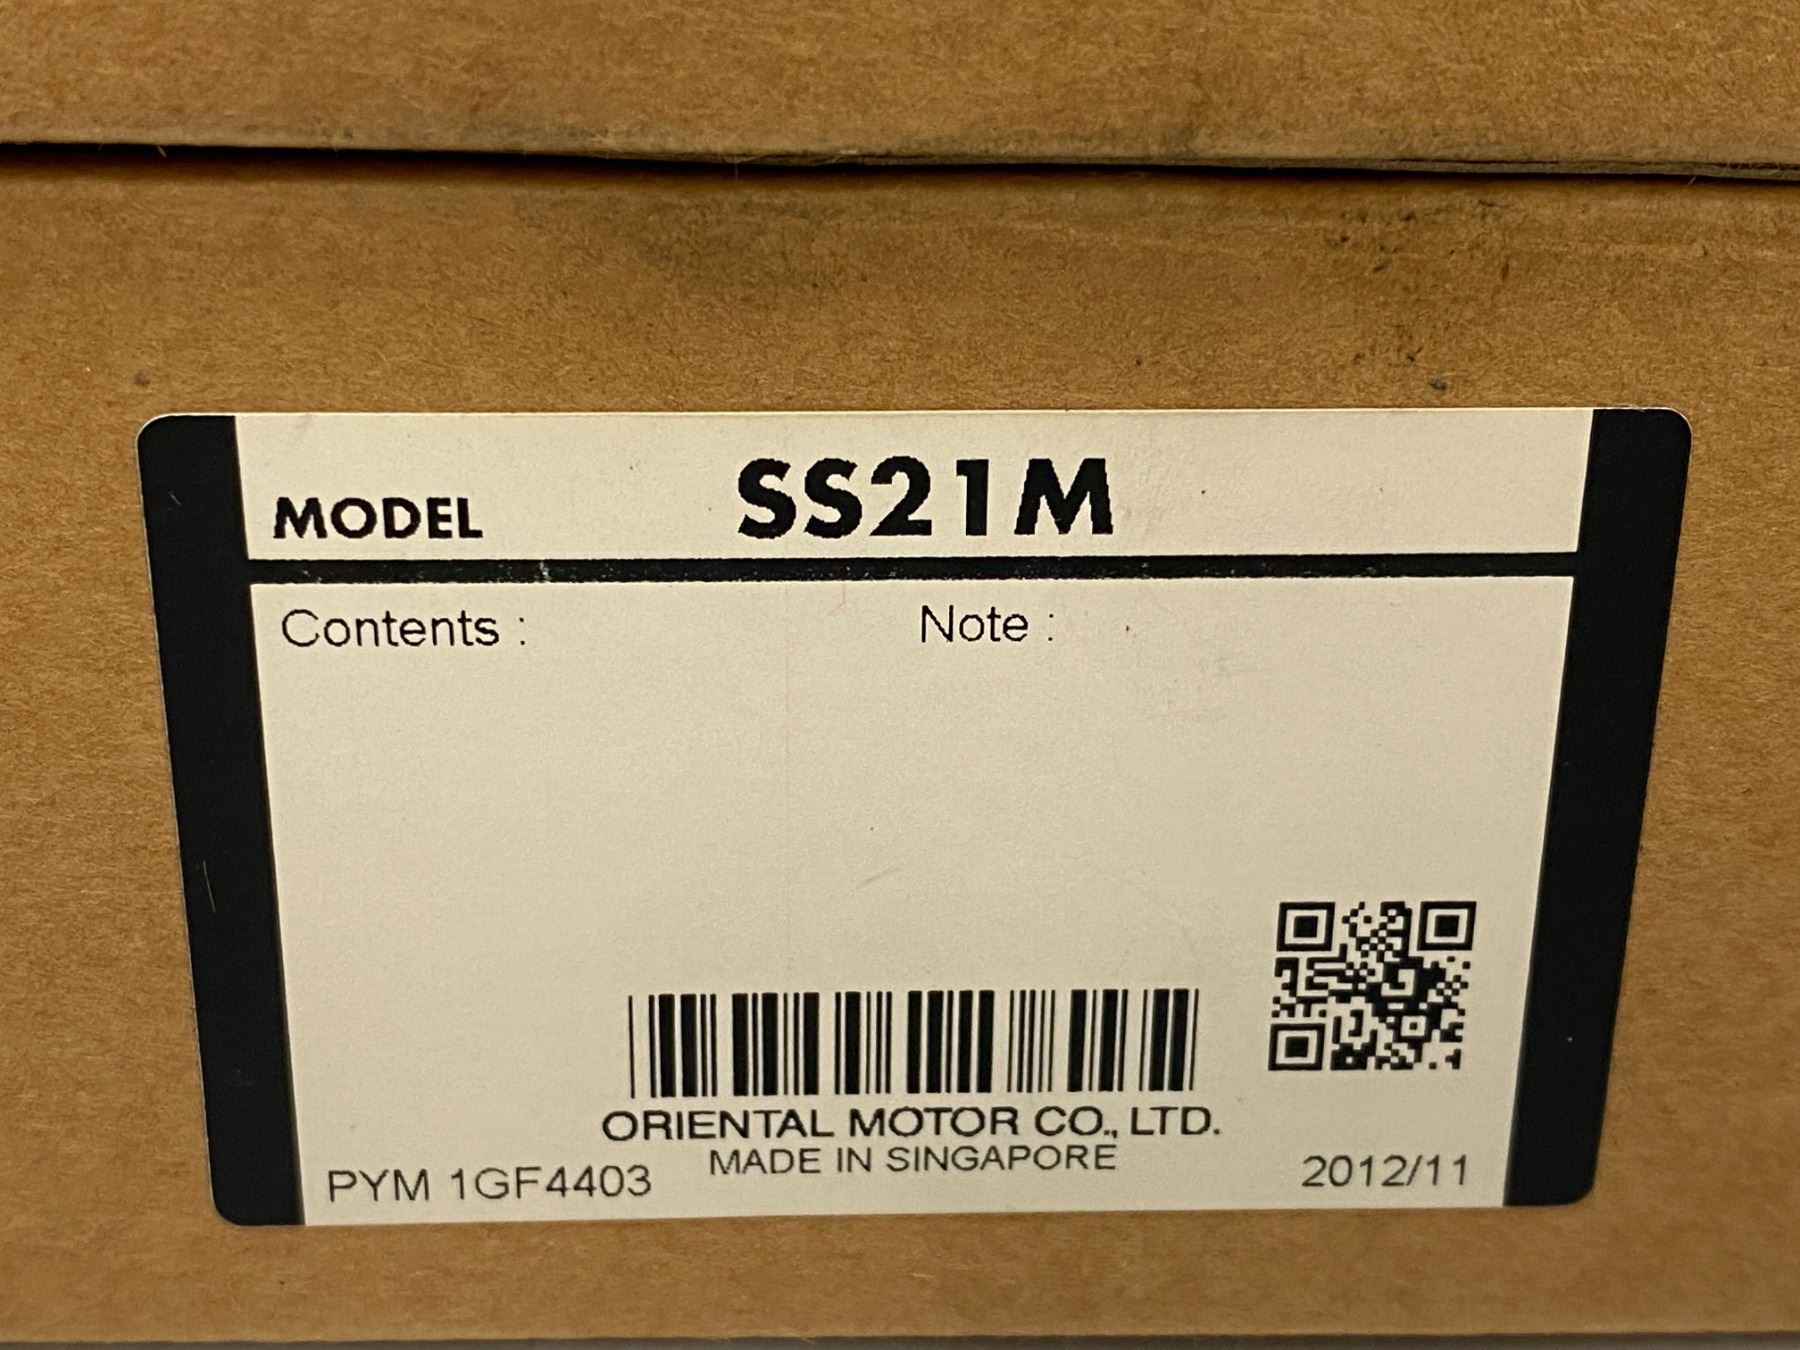 MODEL SS21M
Contents : Note :
ORIENTAL MOTOR CO., LTD.
MADE IN SINGAPORE
PYM 1GF4403 2012/11